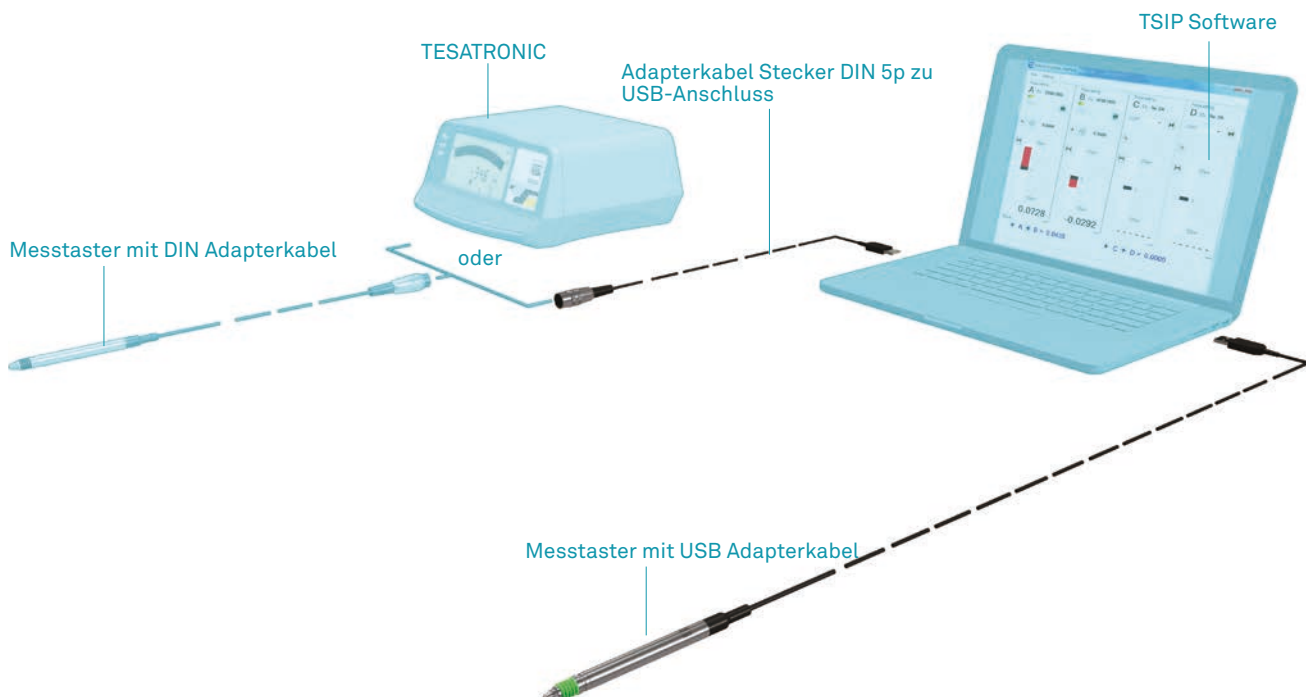 TSIP Software
TESATRONIC
Adapterkabel Stecker DIN 5p zu
USB-Anschluss
Messtaster mit DIN Adapterkabel
oder
A
B
C
D
0.0728
-0.0292
Messtaster mit USB Adapterkabel